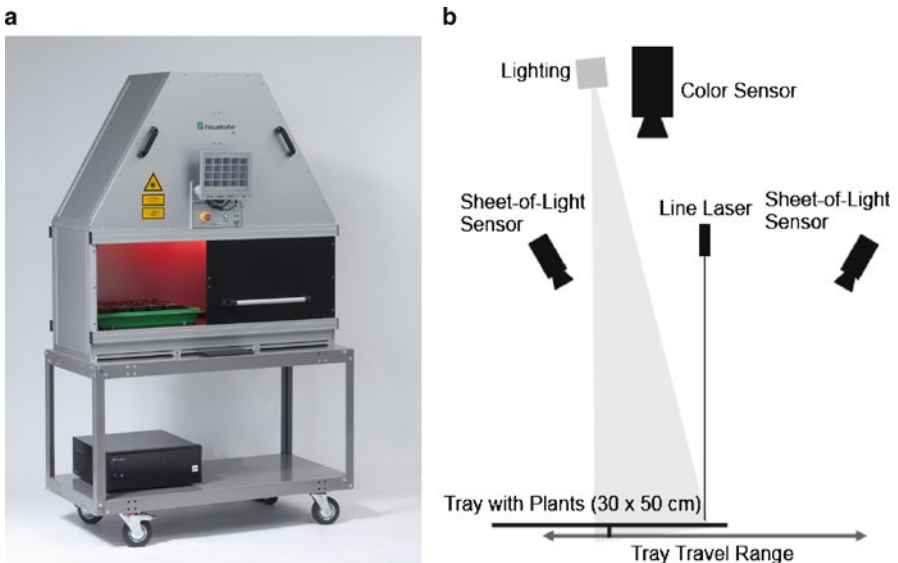 a
Fraunhofer
b
Lighting
Color Sensor
Sheet-of-Light
Sensor
Line Laser
Sheet-of-Light
Sensor
Tray with Plants (30 x 50 cm)
Tray Travel Range